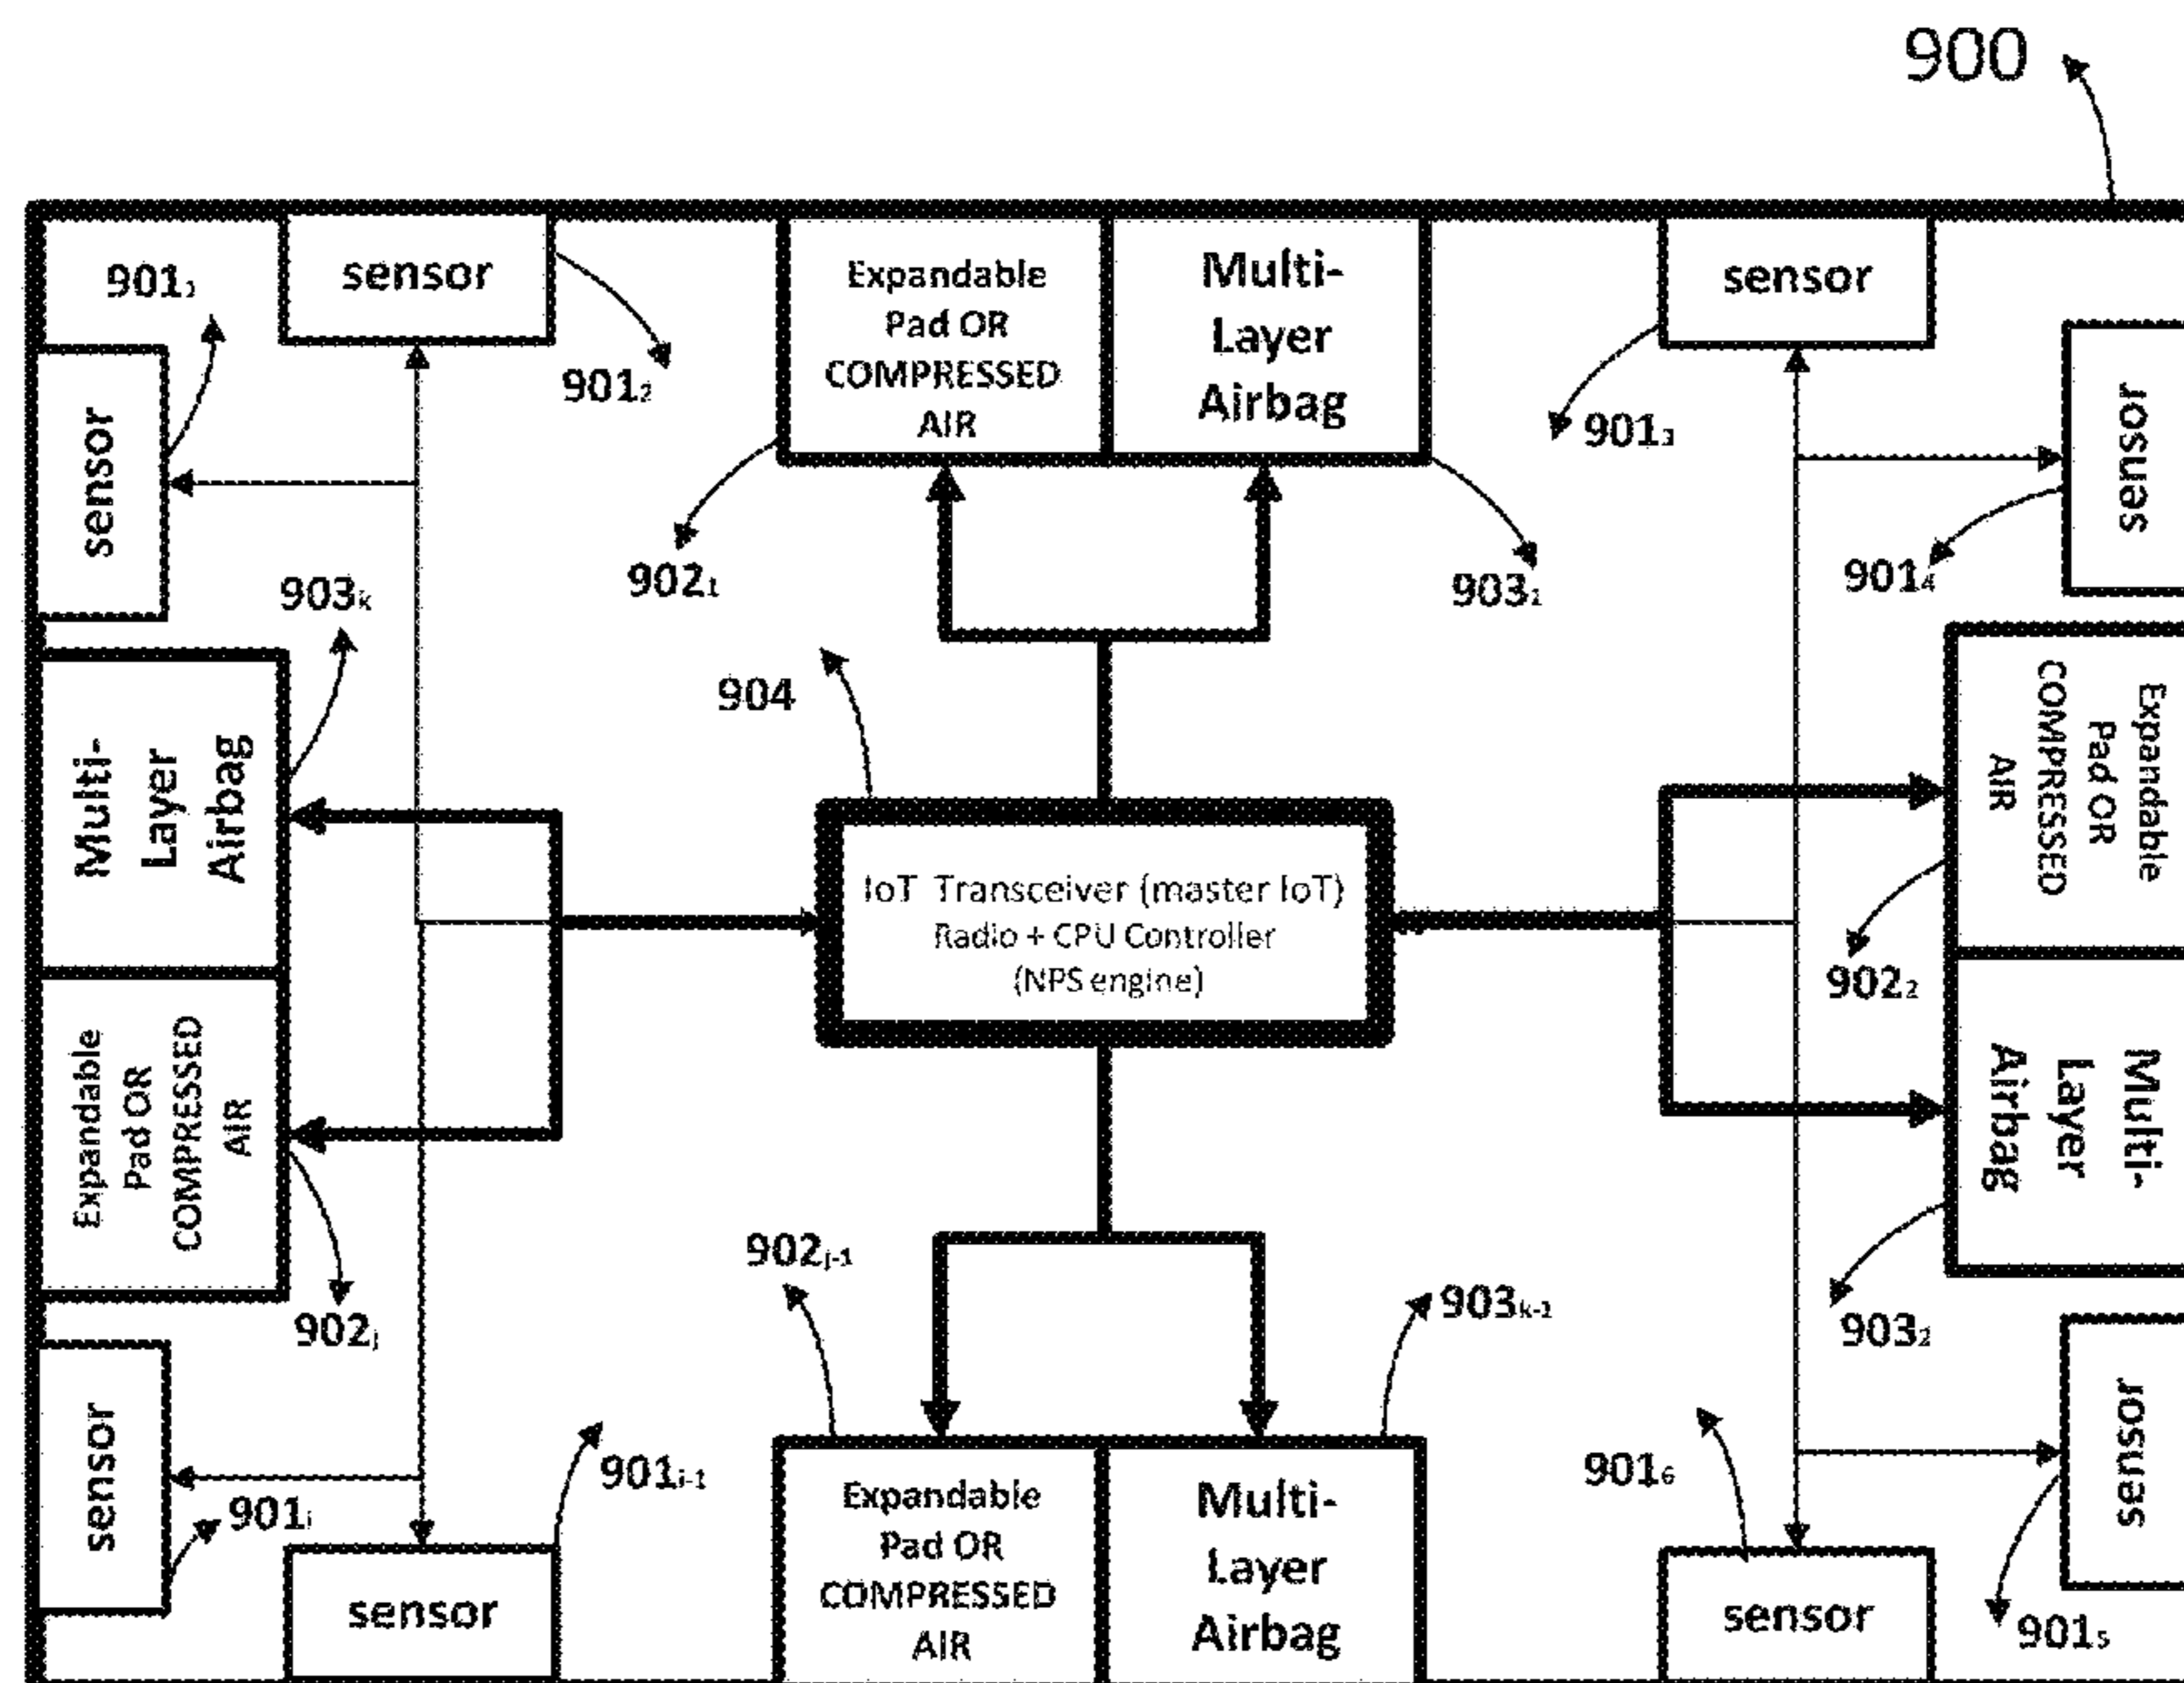 900
sensor
901₂
Expandable
Pad OR
COMPRESSED
AIR
902₁
Multi-
Layer
Airbag
903₁
sensor
901₃
901₁
sensor
sensor
901₄
903ₖ
Multi-
Layer
Airbag
904
IoT Transceiver (master IoT)
Radio + CPU Controller
(NPS engine)
Expandable
Pad OR
COMPRESSED
AIR
902₂
Expandable
Pad OR
COMPRESSED
AIR
902ⱼ
Multi-
Layer
Airbag
903₂
sensor
901ᵢ
sensor
901ᵢ₋₁
902ⱼ₋₁
Expandable
Pad OR
COMPRESSED
AIR
903ₖ₋₁
Multi-
Layer
Airbag
901₆
sensor
sensor
901₅